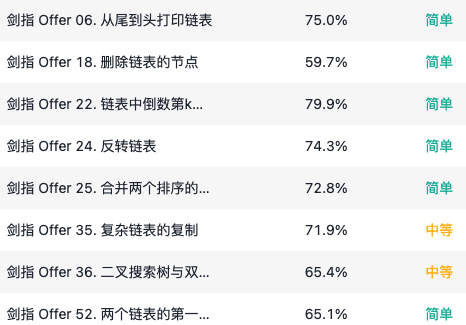 剑指 Offer 06. 从尾到头打印链表 75.0% 简单
剑指 Offer 18. 删除链表的节点 59.7% 简单
剑指 Offer 22. 链表中倒数第k... 79.9% 简单
剑指 Offer 24. 反转链表 74.3% 简单
剑指 Offer 25. 合并两个排序的... 72.8% 简单
剑指 Offer 35. 复杂链表的复制 71.9% 中等
剑指 Offer 36. 二叉搜索树与双... 65.4% 中等
剑指 Offer 52. 两个链表的第一... 65.1% 简单